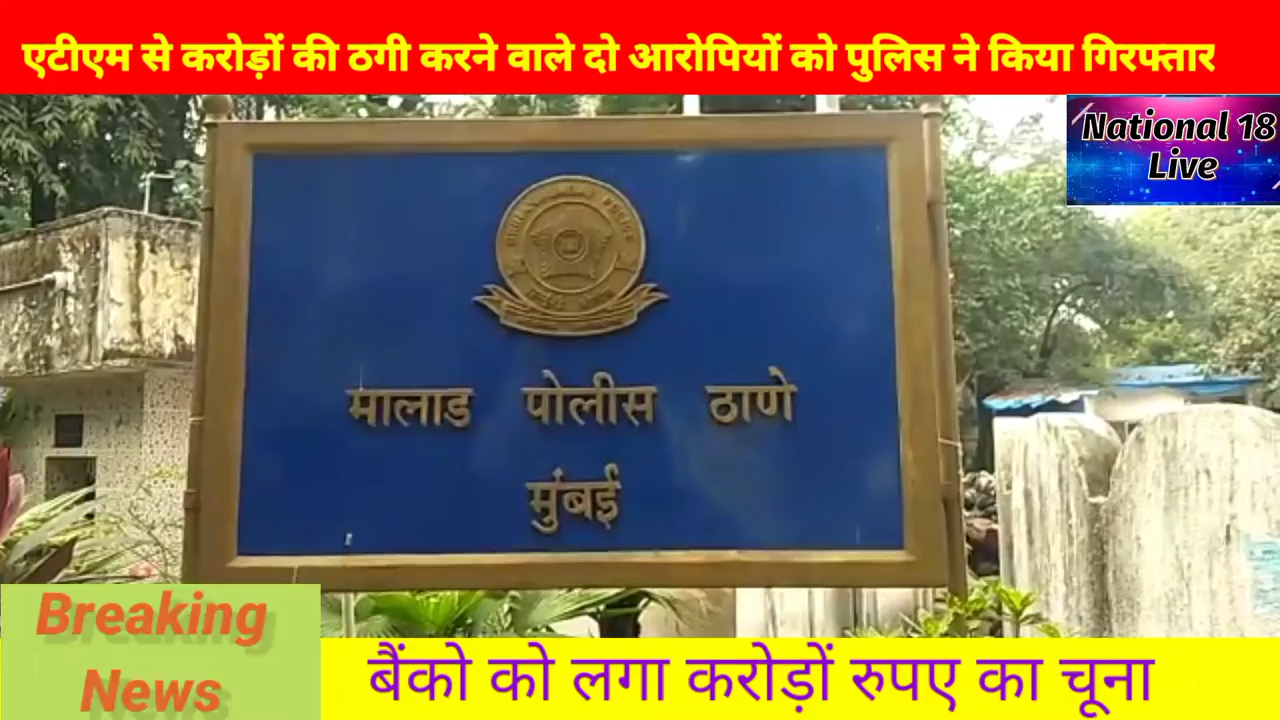 एटीएम से करोड़ों की ठगी करने वाले दो आरोपियों को पुलिस ने किया गिरफ्तार
National 18
Live
मालाड पोलीस ठाणे
मुंबई
Breaking
News
बैंको को लगा करोड़ों रुपए का चूना